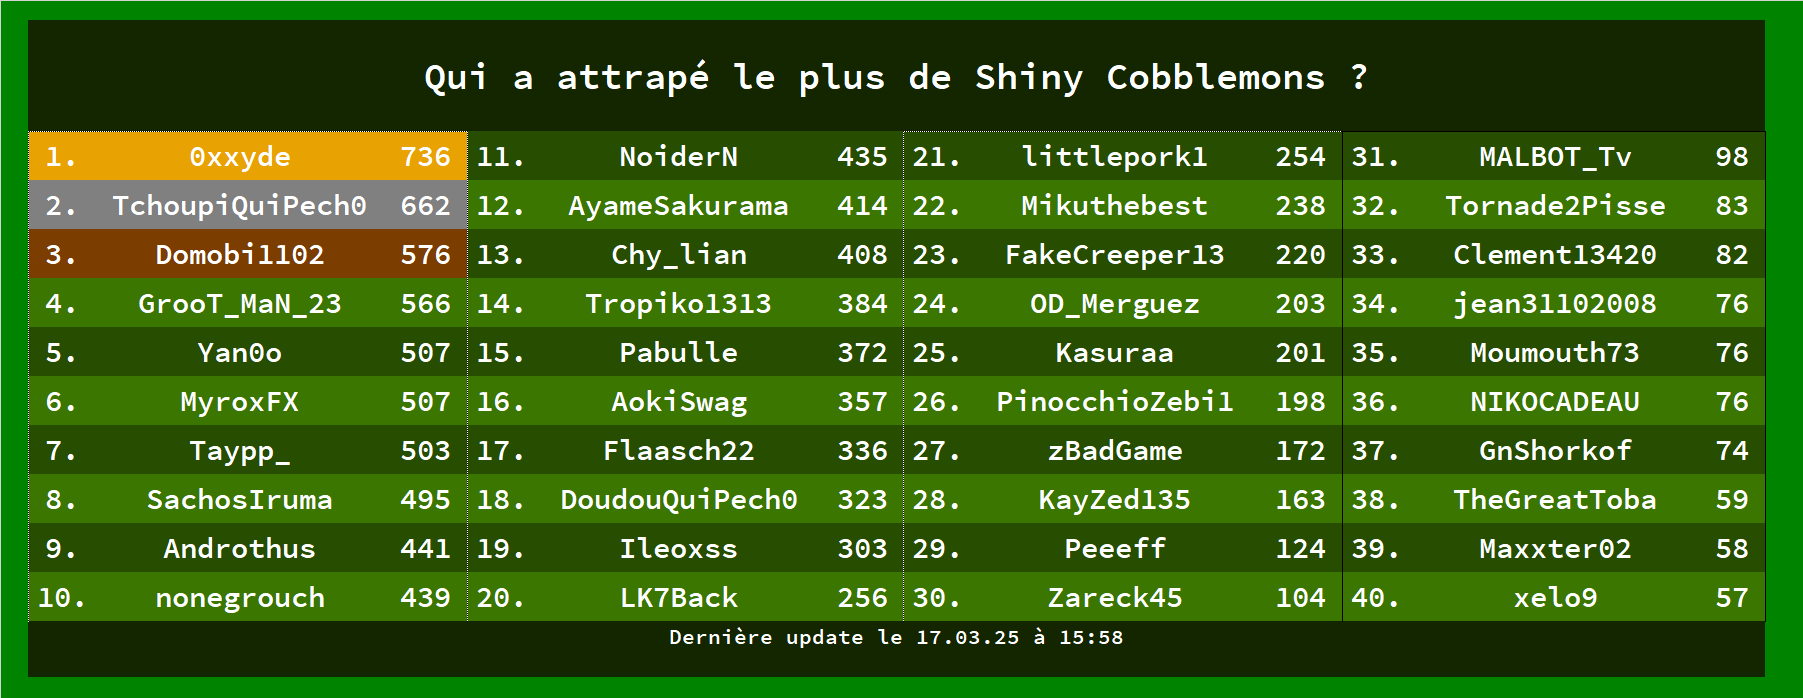 Qui a attrapé le plus de Shiny Cobblemons ?
1. 0xxyde 736
2. TchoupiQuiPech0 662
3. Domobi1102 576
4. GrooT_MaN_23 566
5. Yan0o 507
6. MyroxFX 507
7. Taypp_ 503
8. SachosIruma 495
9. Androthus 441
10. nonegrouch 439
11. NoiderN 435
12. AyameSakurama 414
13. Chy_lian 408
14. Tropiko1313 384
15. Pabulle 372
16. AokiSwag 357
17. Flaasch22 336
18. DoudouQuiPech0 323
19. Ileoxss 303
20. LK7Back 256
21. littlepork1 254
22. Mikuthebest 238
23. FakeCreeper13 220
24. OD_Merguez 203
25. Kasuraa 201
26. PinocchioZebi1 198
27. zBadGame 172
28. KayZed135 163
29. Peeeff 124
30. Zareck45 104
31. MALBOT_Tv 98
32. Tornade2Pisse 83
33. Clement13420 82
34. jean31102008 76
35. Moumouth73 76
36. NIKOCADEAU 76
37. GnShorkof 74
38. TheGreatToba 59
39. Maxxter02 58
40. xelo9 57
Dernière update le 17.03.25 à 15:58